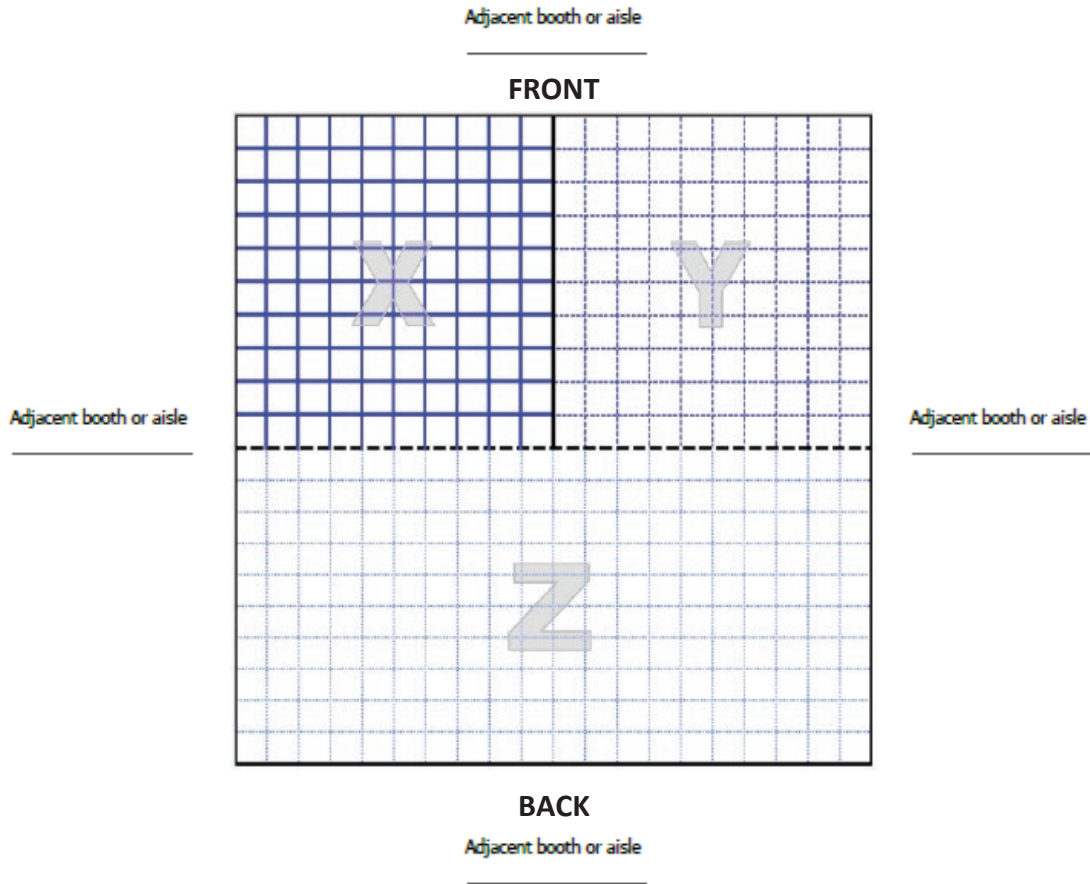 Adjacent booth or aisle
FRONT
X
Y
Adjacent booth or aisle
Adjacent booth or aisle
Z
BACK
Adjacent booth or aisle